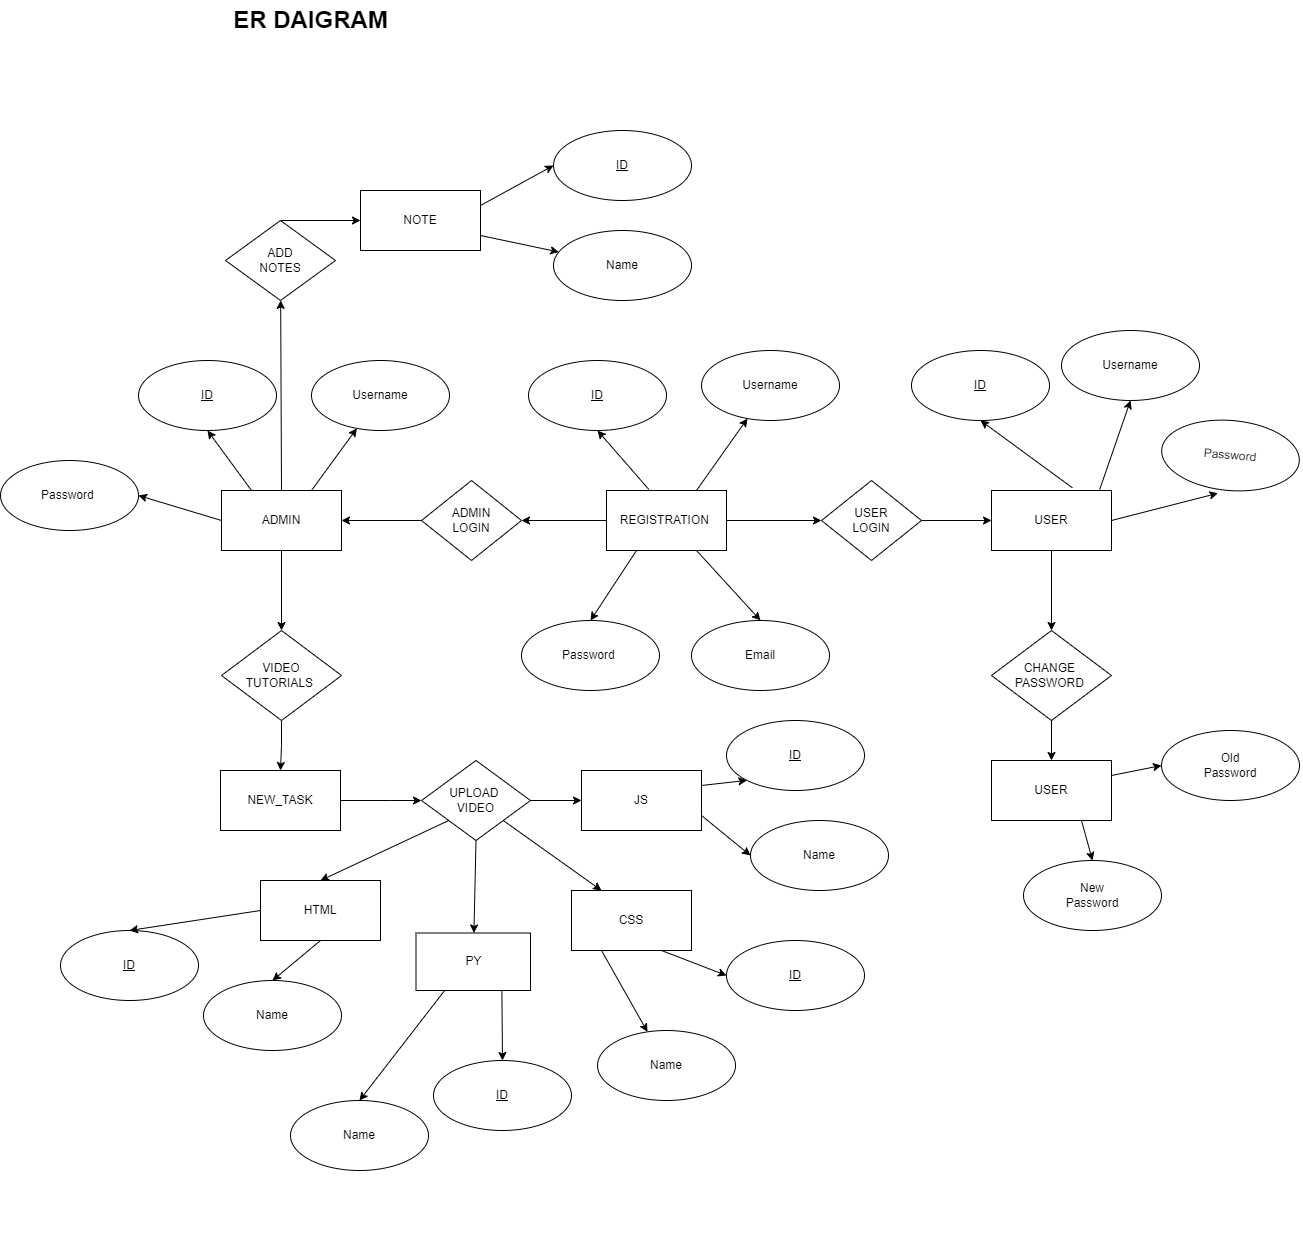 ER DAIGRAM
ID
NOTE
ADD
NOTES
Name
ID
Username
ID
Username
ID
Username
Password
Password
ADMIN
ADMIN
LOGIN
REGISTRATION
USER
LOGIN
USER
Password
Email
VIDEO
TUTORIALS
CHANGE
PASSWORD
ID
Old
Password
NEW_TASK
UPLOAD
VIDEO
JS
USER
Name
New
Password
HTML
CSS
ID
PY
ID
Name
Name
ID
Name